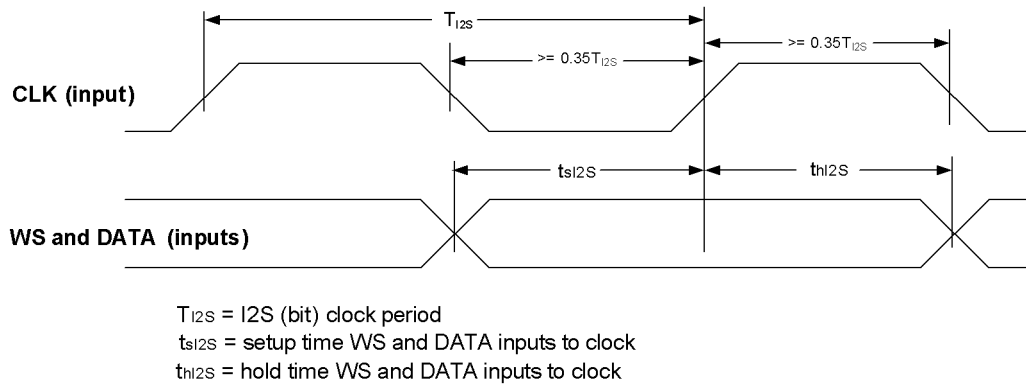 TI2S
>= 0.35TI2S
>= 0.35TI2S
CLK (input)
tsI2S
thI2S
WS and DATA (inputs)
TI2S = I2S (bit) clock period
tsI2S = setup time WS and DATA inputs to clock
thI2S = hold time WS and DATA inputs to clock